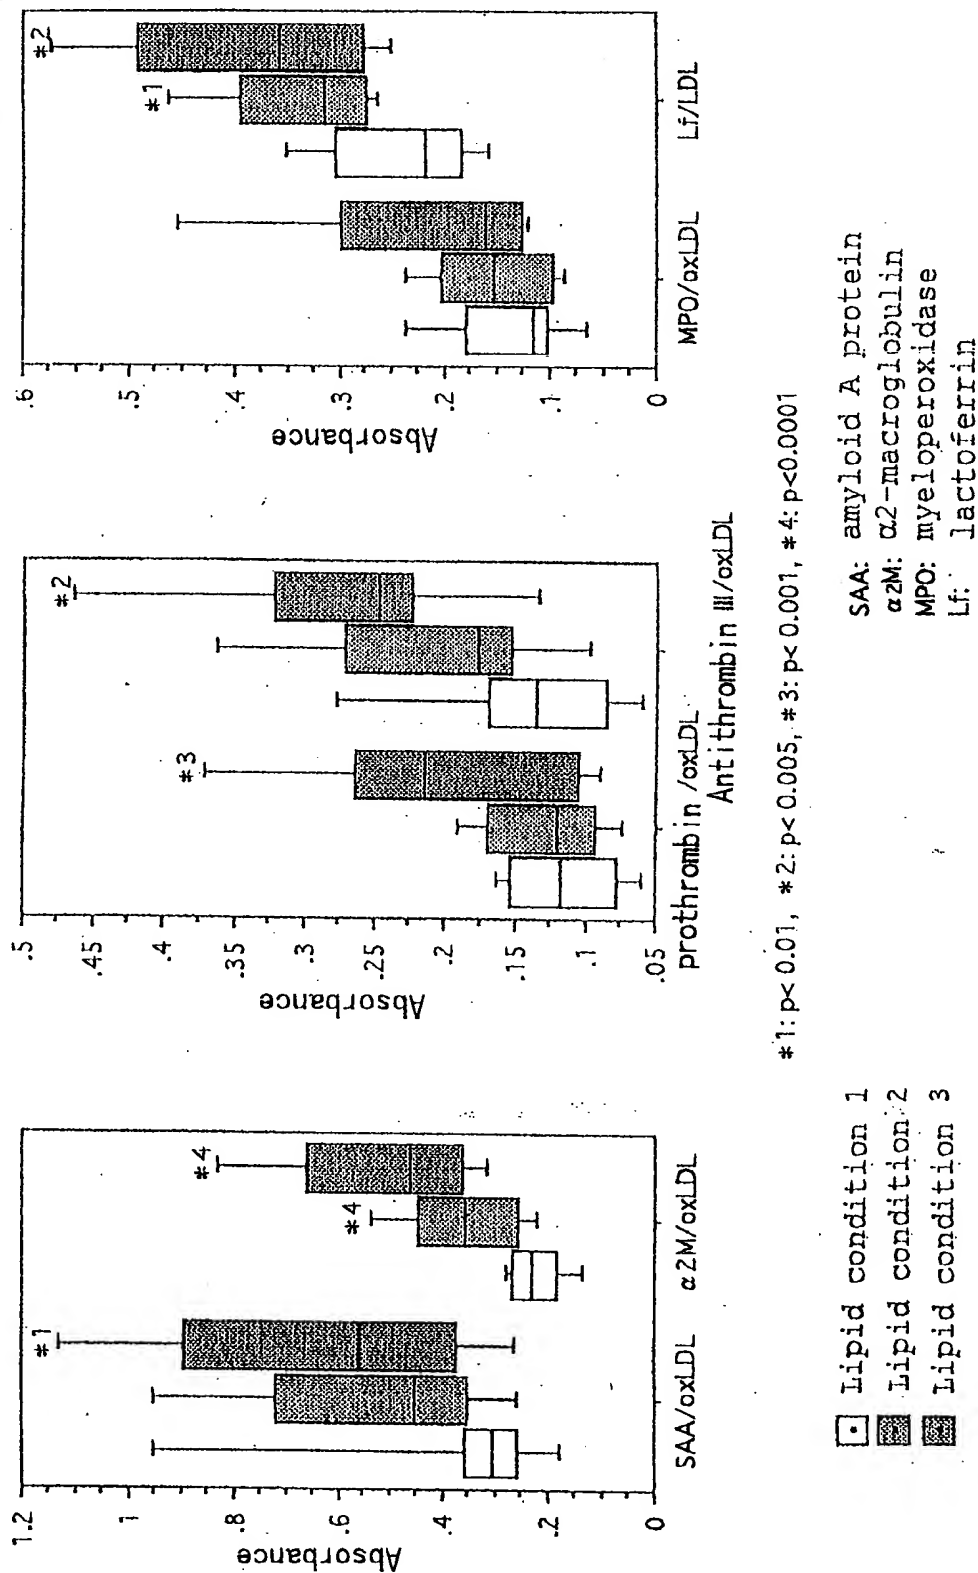 Absorbance
1.2
1
.8
.6
.4
.2
0
*1
*4
*4
SAA/oxLDL
α2M/oxLDL
Absorbance
.5
.45
.4
.35
.3
.25
.2
.15
.1
.05
*3
*2
prothrombin/oxLDL
Antithrombin III/oxLDL
Absorbance
.6
.5
.4
.3
.2
.1
0
*1
*2
MPO/oxLDL
Lf/LDL
*1: p< 0.01, *2: p< 0.005, *3: p< 0.001, *4: p<0.0001
Lipid condition 1
Lipid condition 2
Lipid condition 3
SAA: amyloid A protein
α2M: α2-macroglobulin
MPO: myeloperoxidase
Lf: lactoferrin